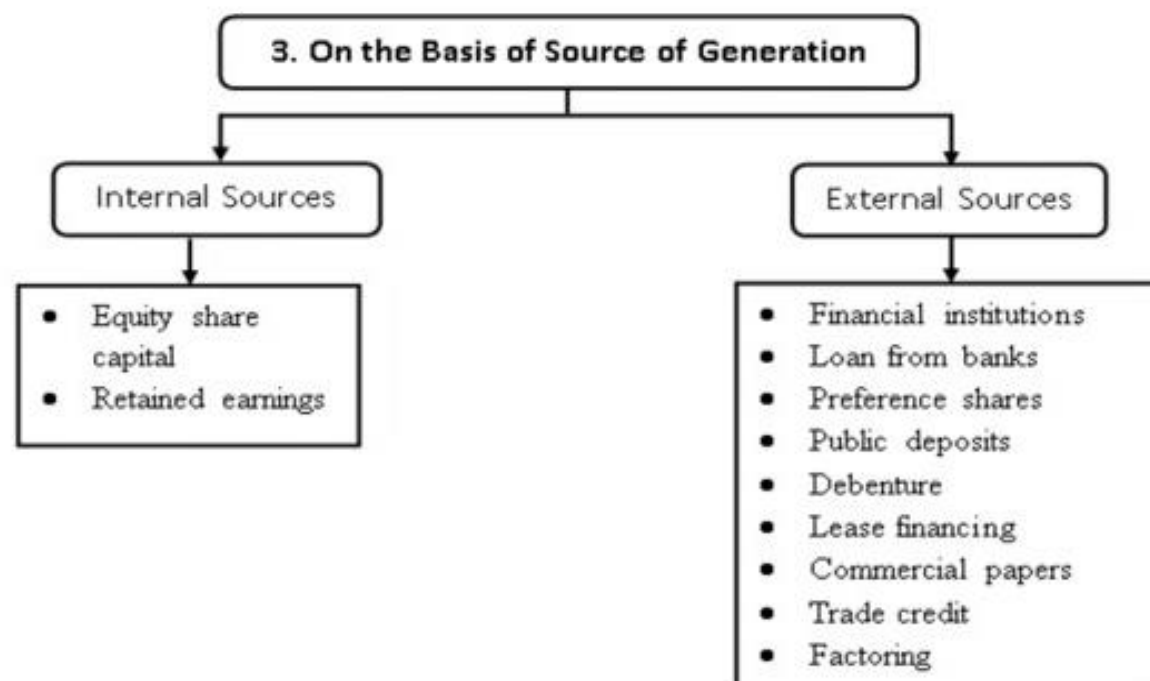 3. On the Basis of Source of Generation
Internal Sources
External Sources
• Equity share
capital
• Retained earnings
• Financial institutions
• Loan from banks
• Preference shares
• Public deposits
• Debenture
• Lease financing
• Commercial papers
• Trade credit
• Factoring